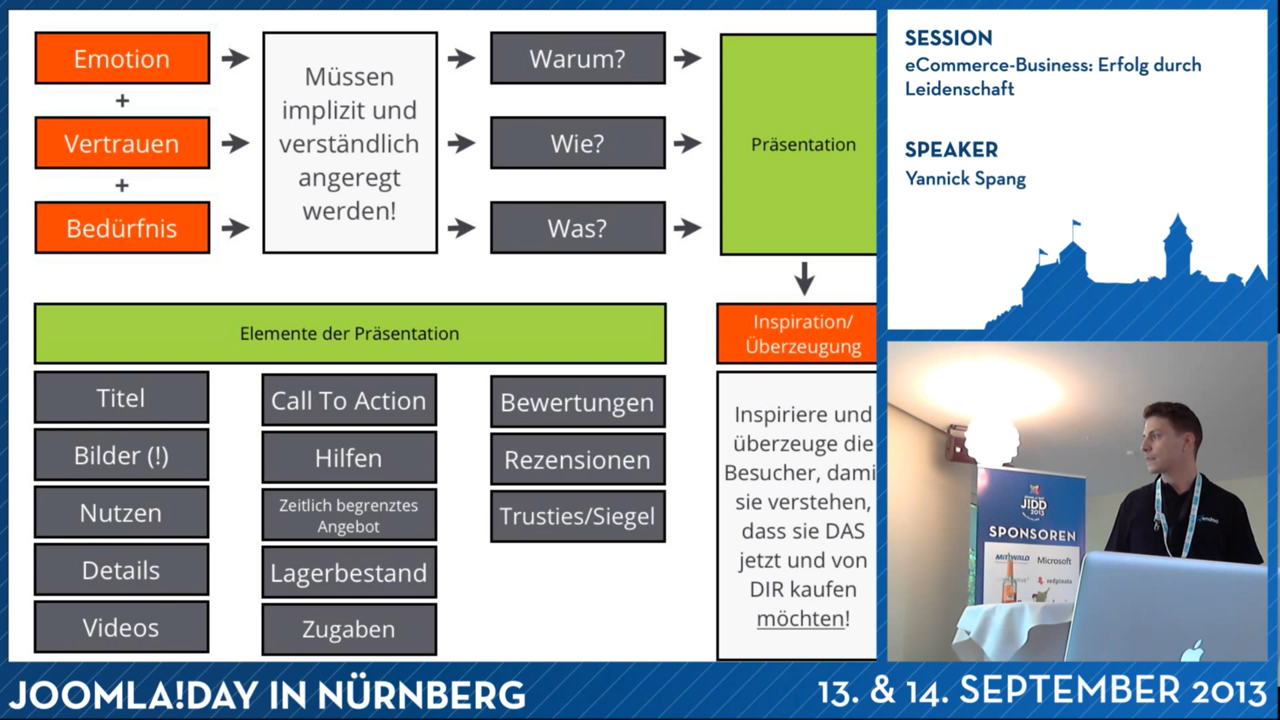 Emotion
+
Vertrauen
+
Bedürfnis
Müssen
implizit und
verständlich
angeregt
werden!
Warum?
Wie?
Was?
Präsentation
Elemente der Präsentation
Titel
Bilder (!)
Nutzen
Details
Videos
Call To Action
Hilfen
Zeitlich begrenztes
Angebot
Lagerbestand
Zugaben
Bewertungen
Rezensionen
Trusties/Siegel
Inspiration/
Überzeugung
Inspiriere und
überzeuge die
Besucher, dami
sie verstehen,
dass sie DAS
jetzt und von
DIR kaufen
möchten!
SESSION
eCommerce-Business: Erfolg durch
Leidenschaft
SPEAKER
Yannick Spang
JTDD
2013
SPONSOREN
MITTWALD
Microsoft
JOOMLA!DAY IN NÜRNBERG
13. & 14. SEPTEMBER 2013